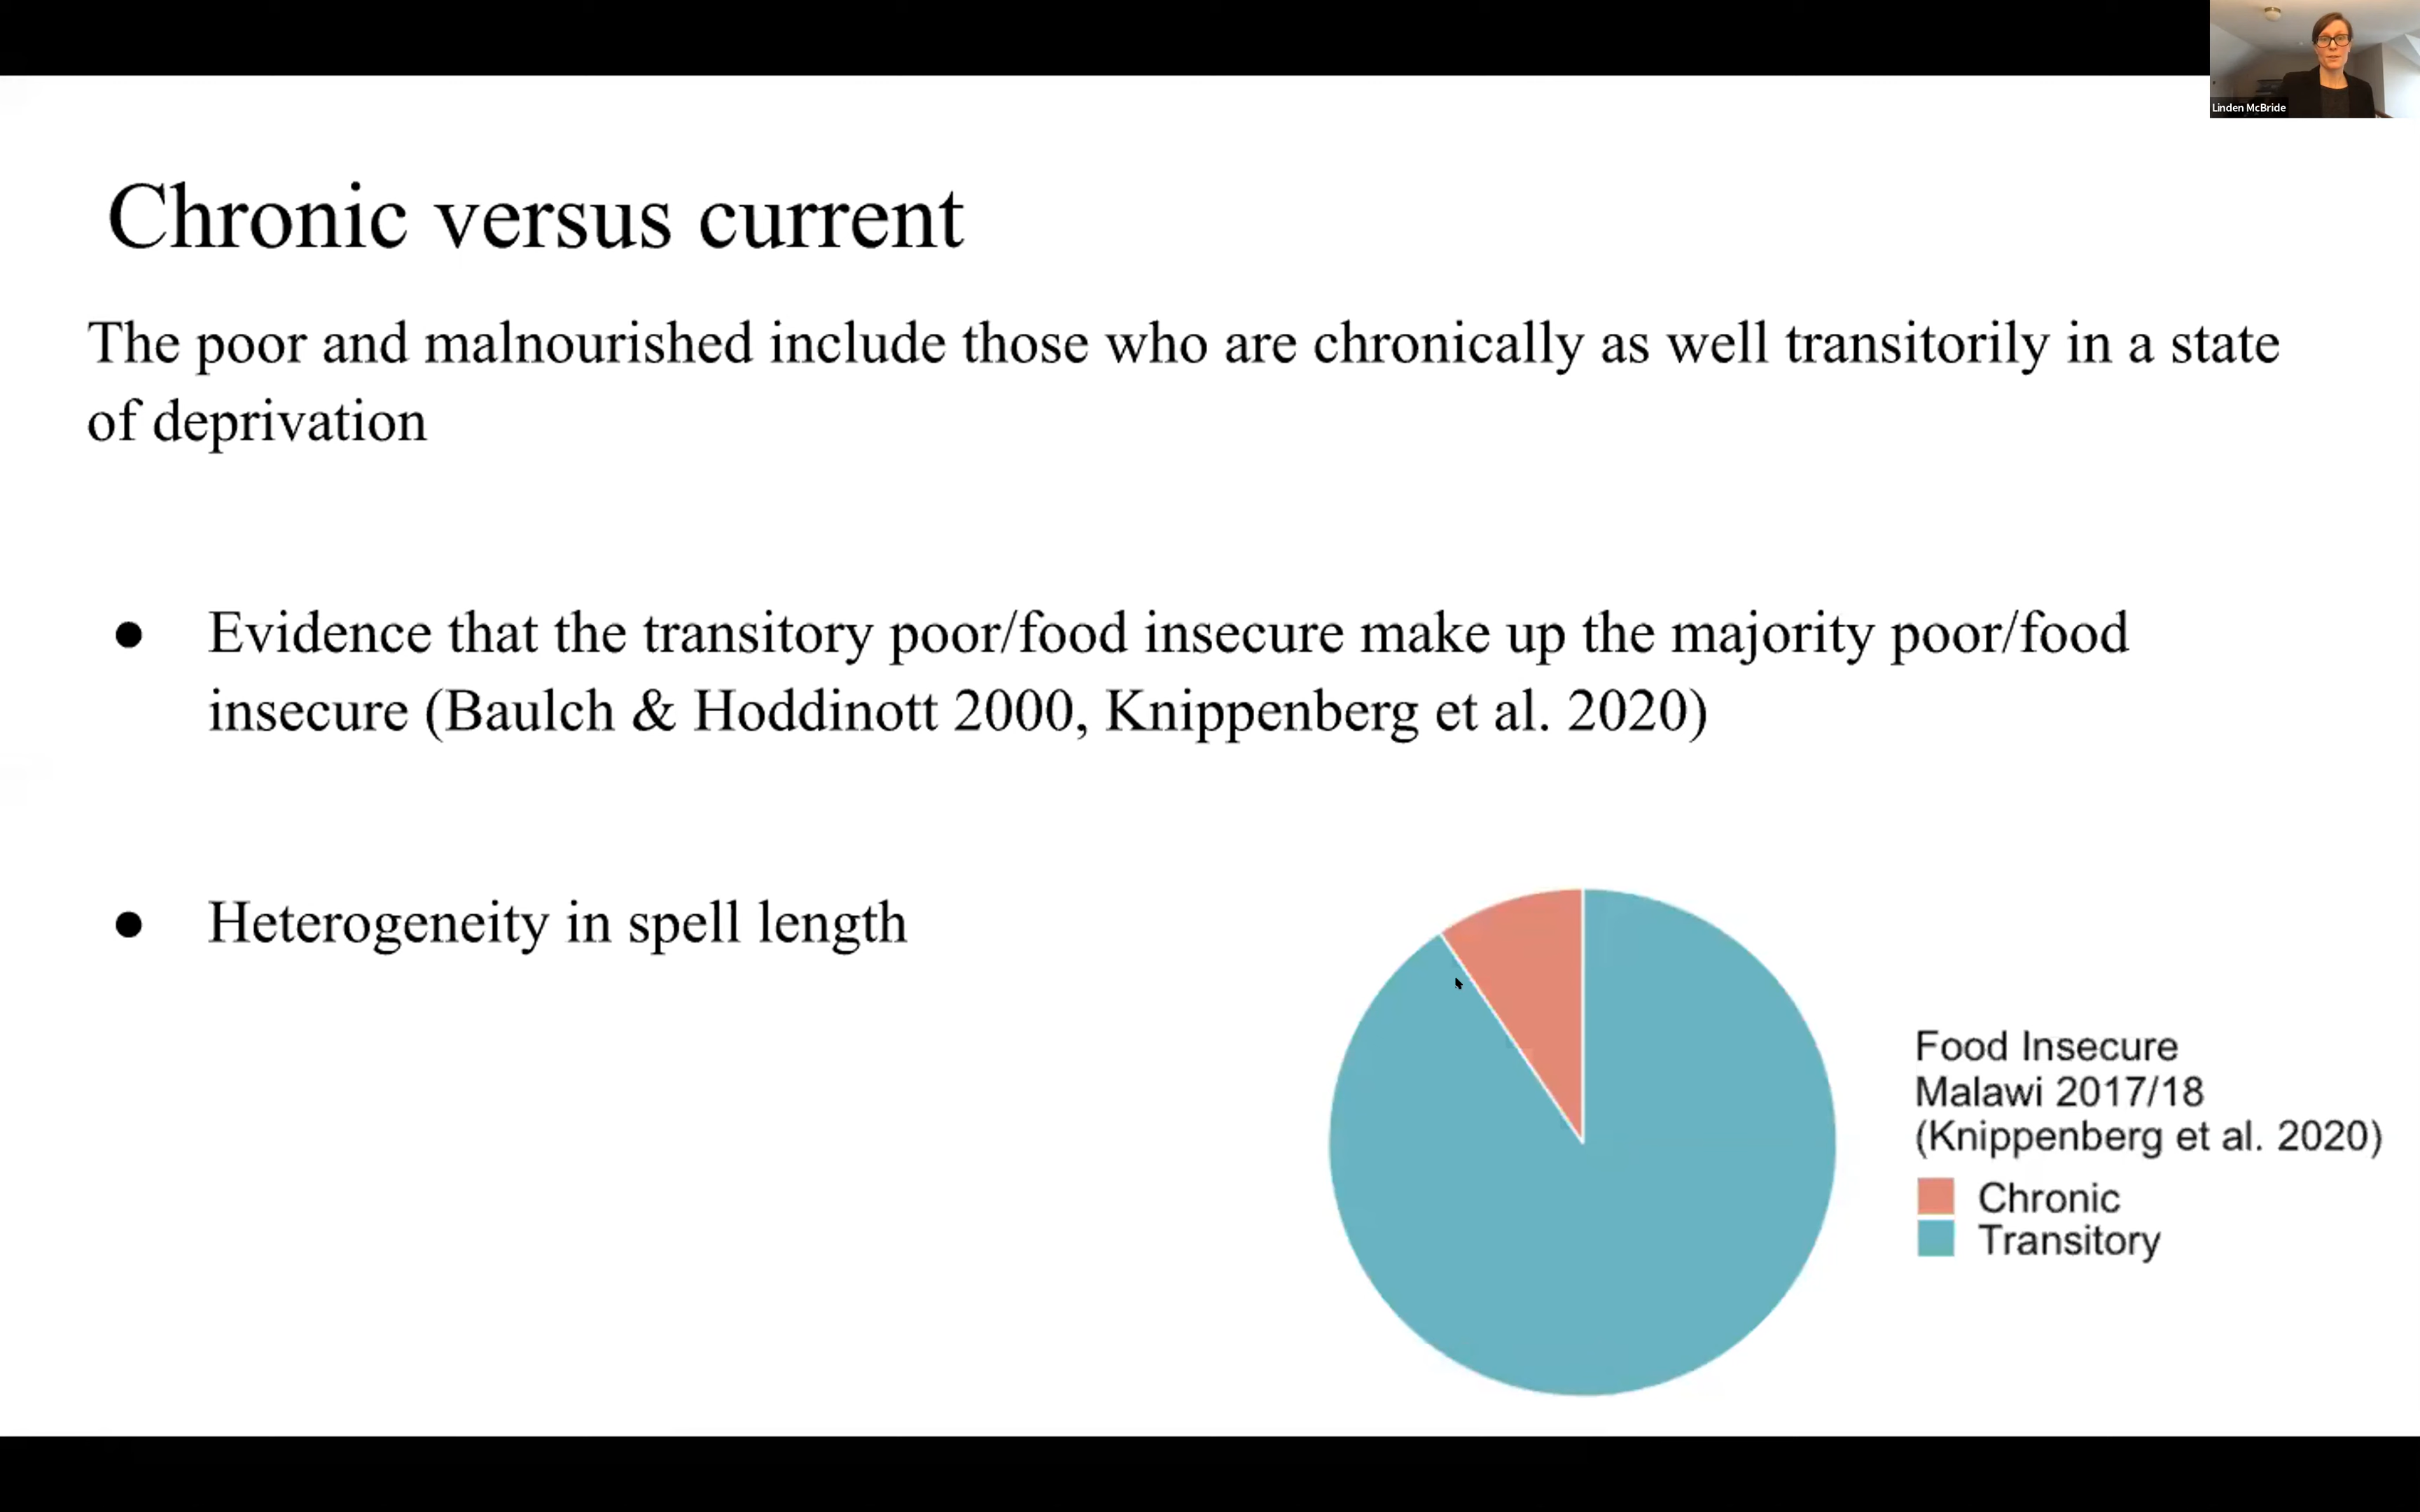 Linden McBride
Chronic versus current
The poor and malnourished include those who are chronically as well transitorily in a state
of deprivation
● Evidence that the transitory poor/food insecure make up the majority poor/food
insecure (Baulch & Hoddinott 2000, Knippenberg et al. 2020)
● Heterogeneity in spell length
Food Insecure
Malawi 2017/18
(Knippenberg et al. 2020)
Chronic
Transitory